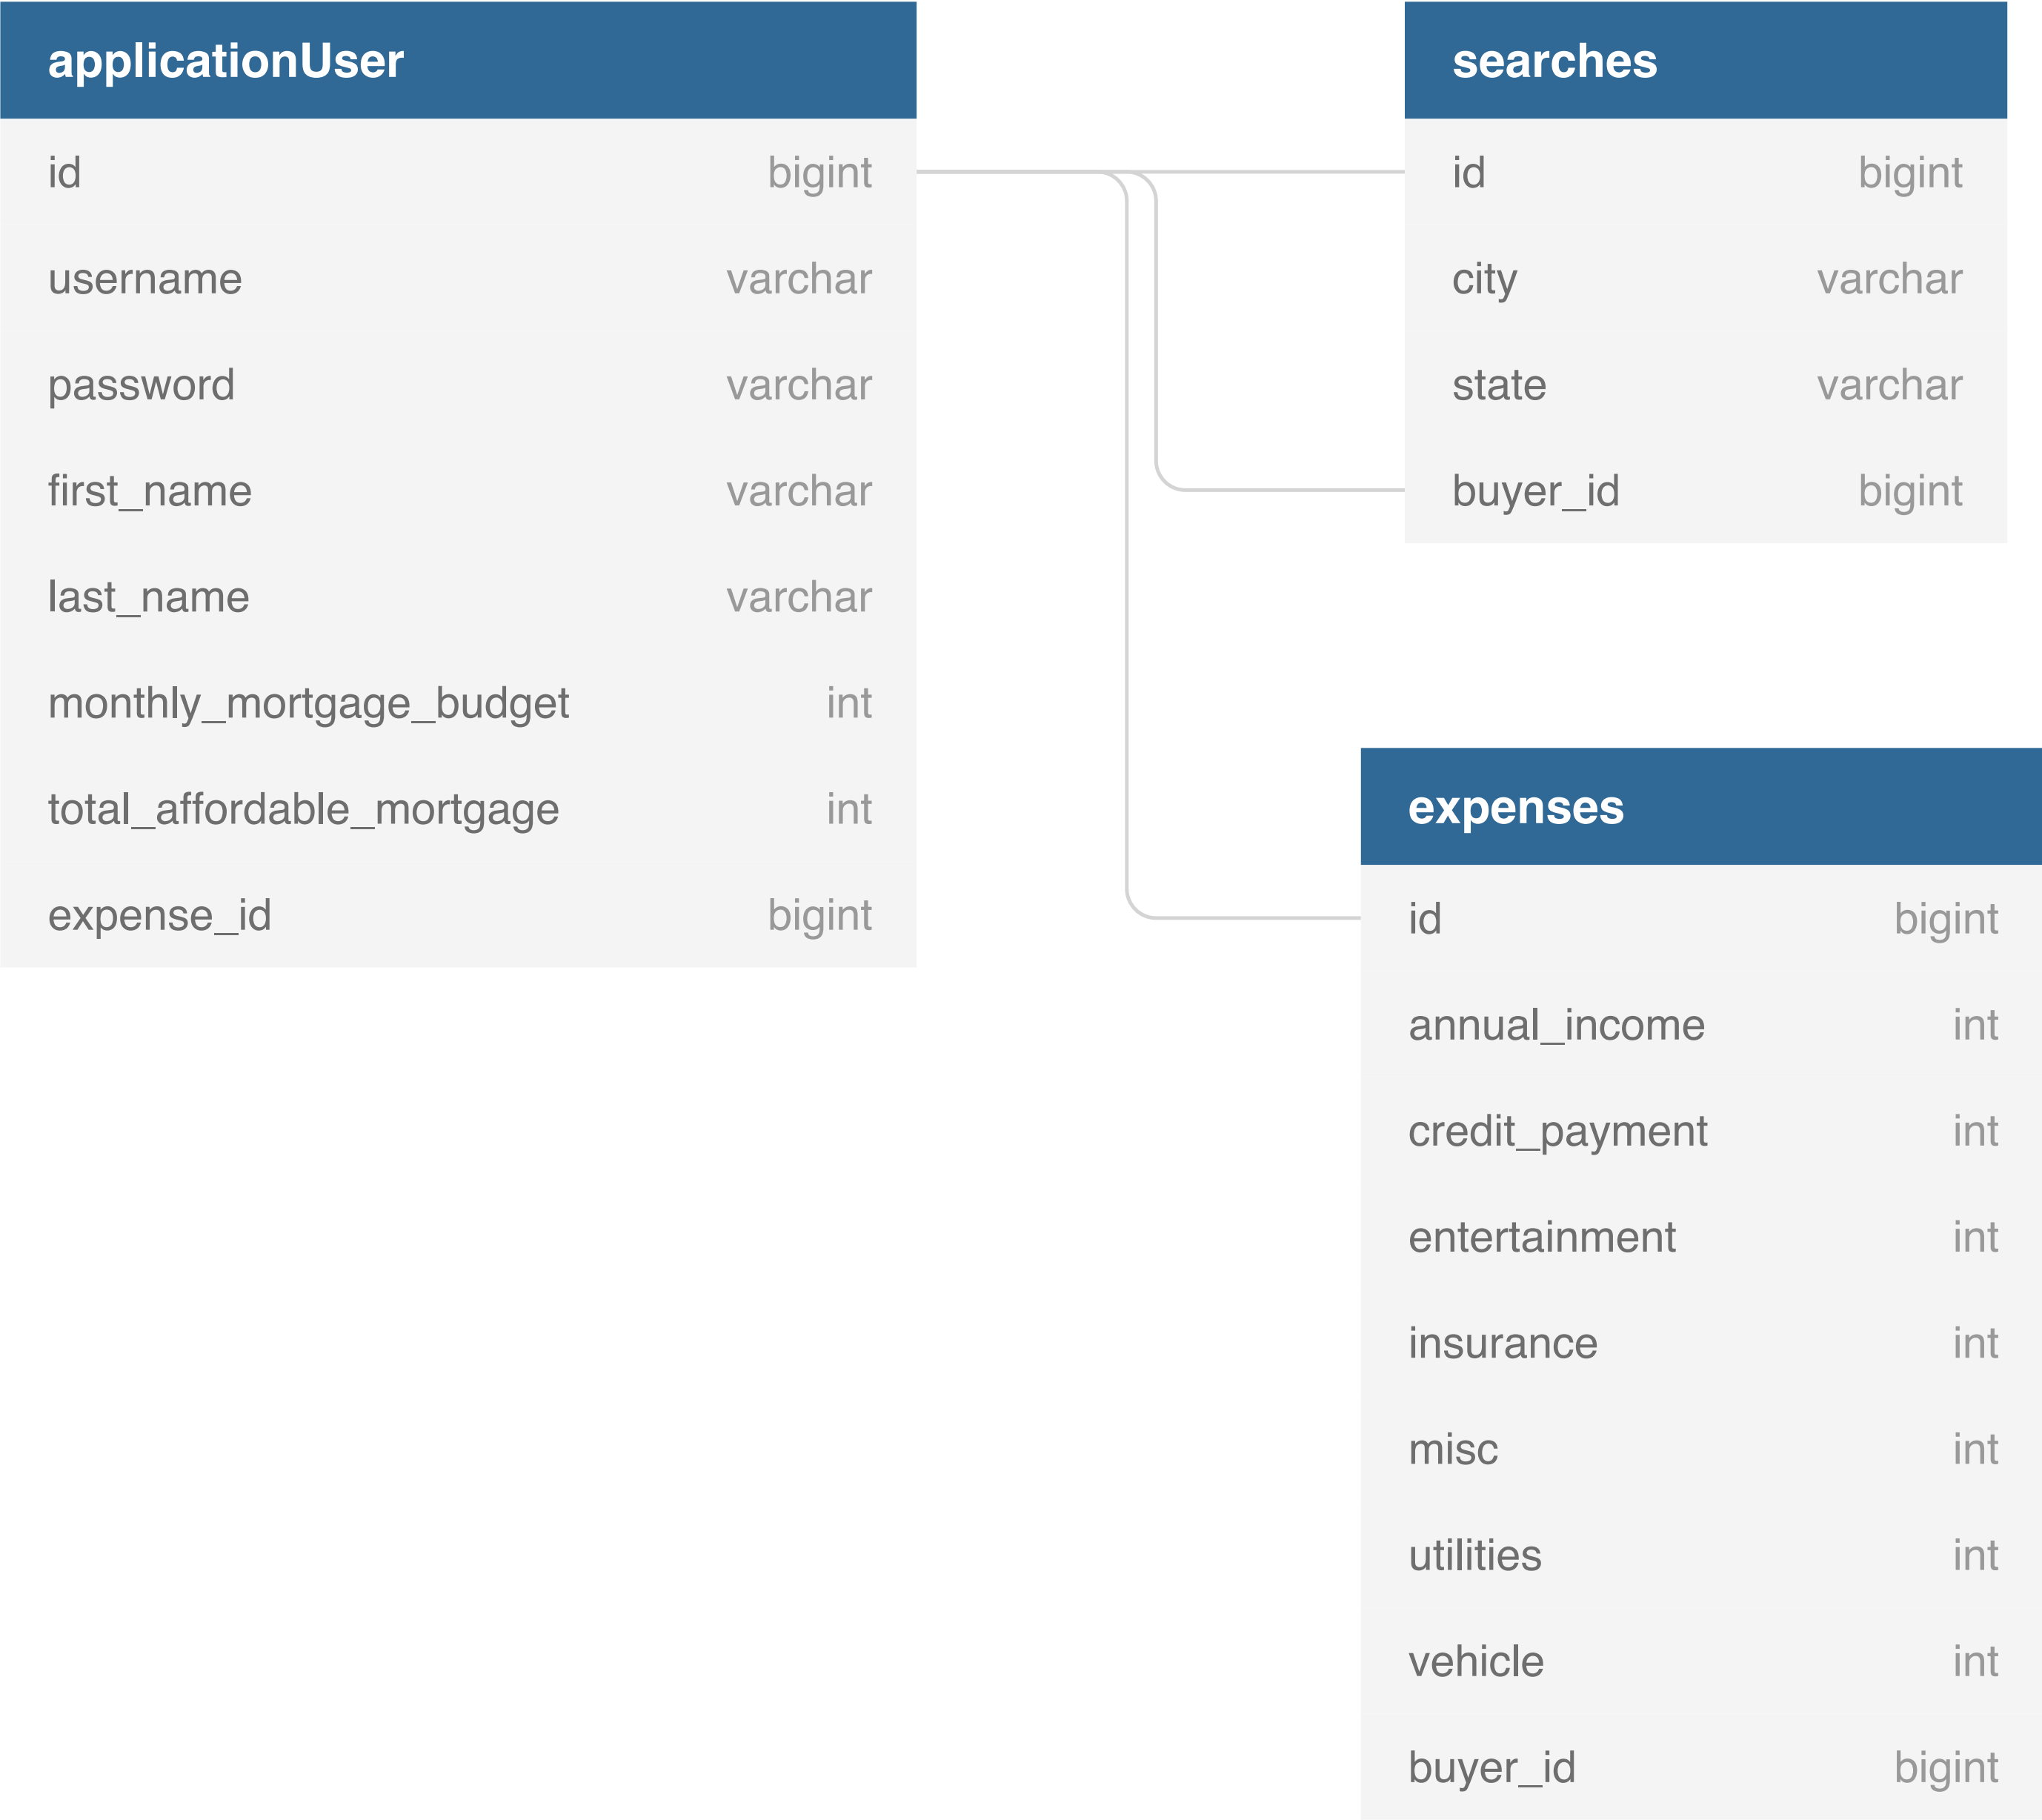 applicationUser
id bigint
username varchar
password varchar
first_name varchar
last_name varchar
monthly_mortgage_budget int
total_affordable_mortgage int
expense_id bigint
searches
id bigint
city varchar
state varchar
buyer_id bigint
expenses
id bigint
annual_income int
credit_payment int
entertainment int
insurance int
misc int
utilities int
vehicle int
buyer_id bigint